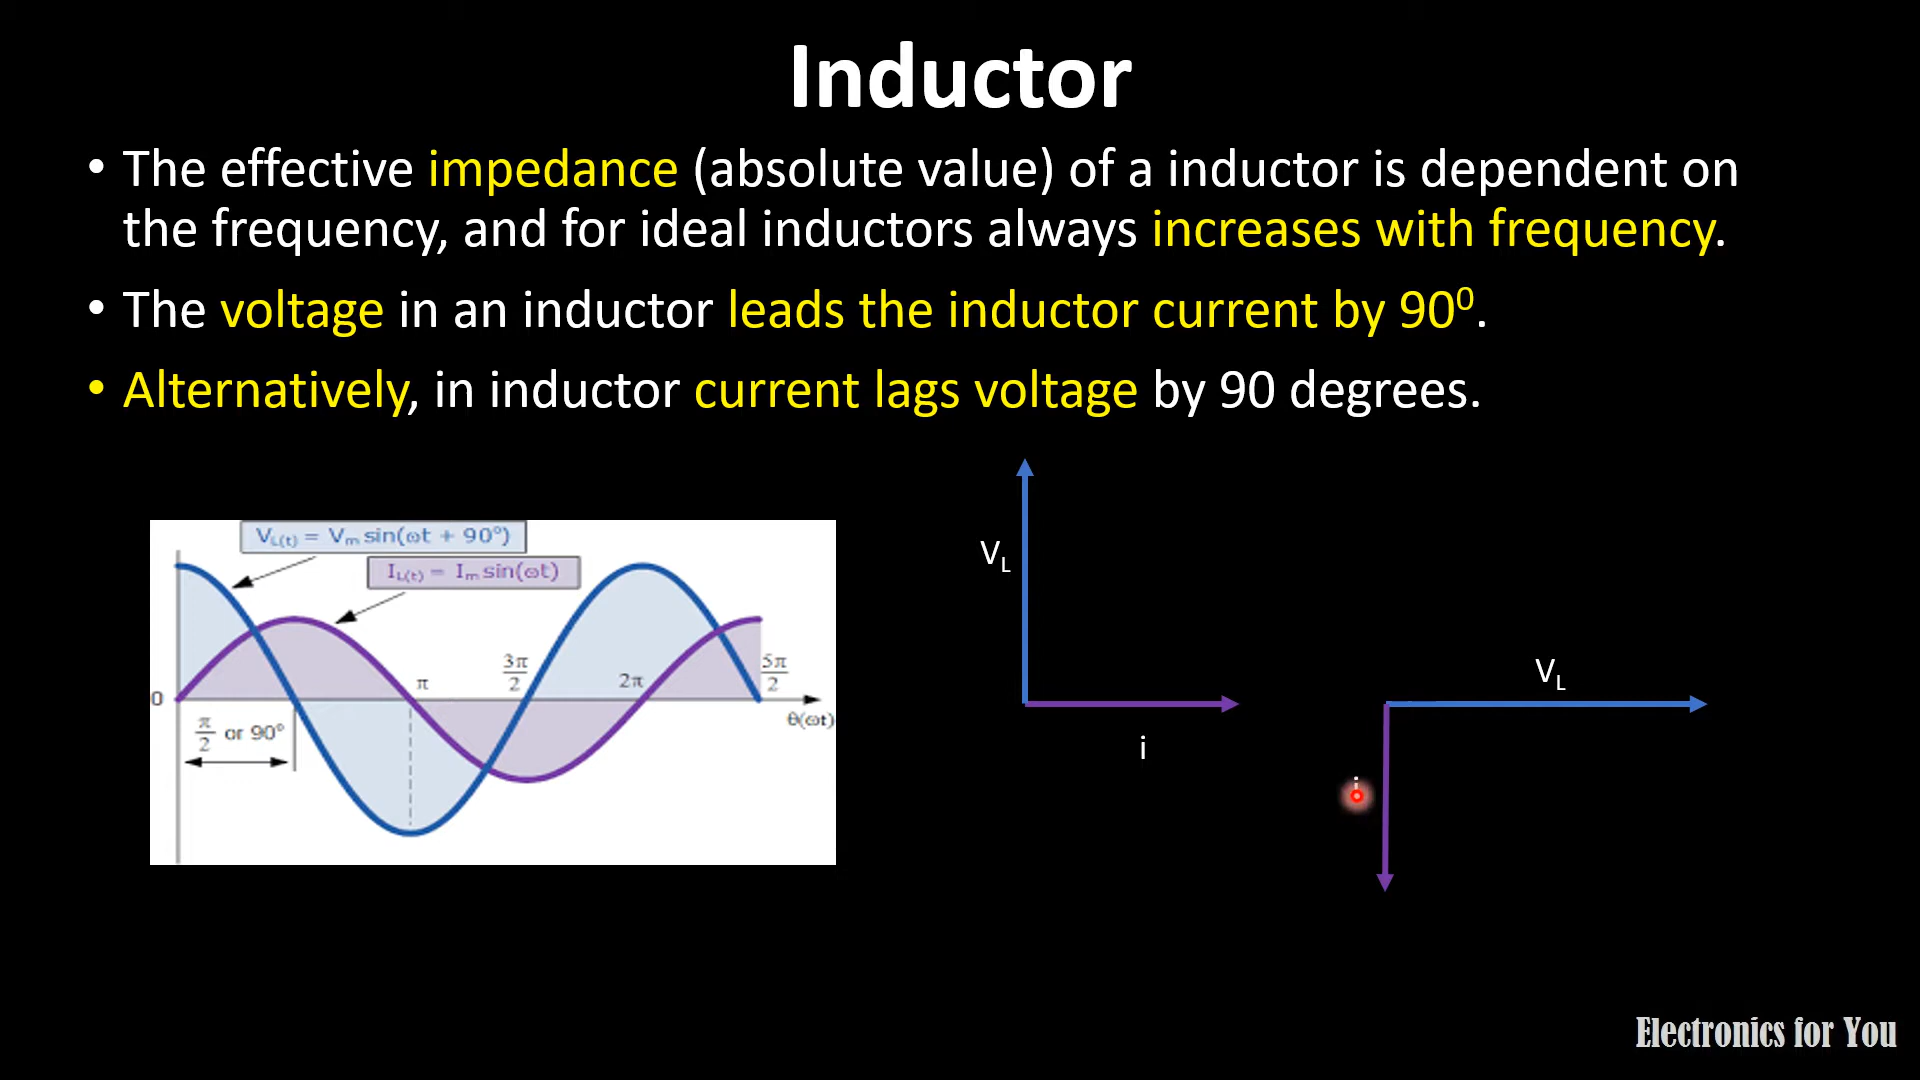 Inductor
• The effective impedance (absolute value) of a inductor is dependent on
the frequency, and for ideal inductors always increases with frequency.
• The voltage in an inductor leads the inductor current by 90⁰.
• Alternatively, in inductor current lags voltage by 90 degrees.
V_L(t) = V_m sin(ωt + 90°)
I_L(t) = I_m sin(ωt)
0
π/2 or 90°
π
3π/2
2π
5π/2
θ(ωt)
V_L
i
V_L
i
Electronics for You